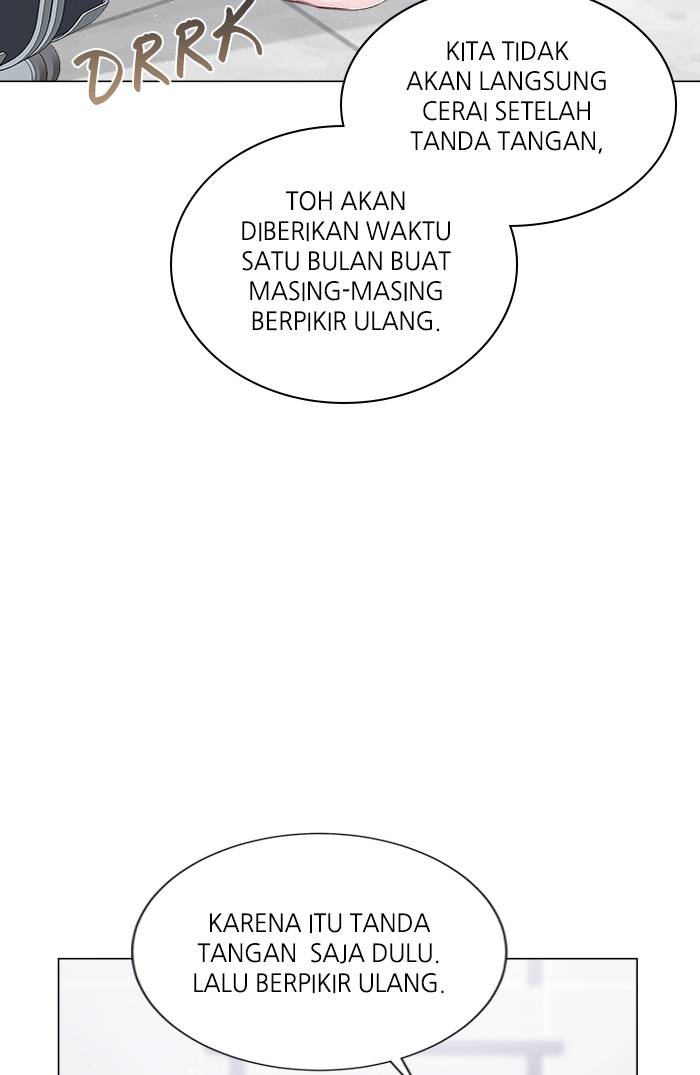 DRRK
KITA TIDAK
AKAN LANGSUNG
CERAI SETELAH
TANDA TANGAN,
TOH AKAN
DIBERIKAN WAKTU
SATU BULAN BUAT
MASING-MASING
BERPIKIR ULANG.
KARENA ITU TANDA
TANGAN SAJA DULU.
LALU BERPIKIR ULANG.